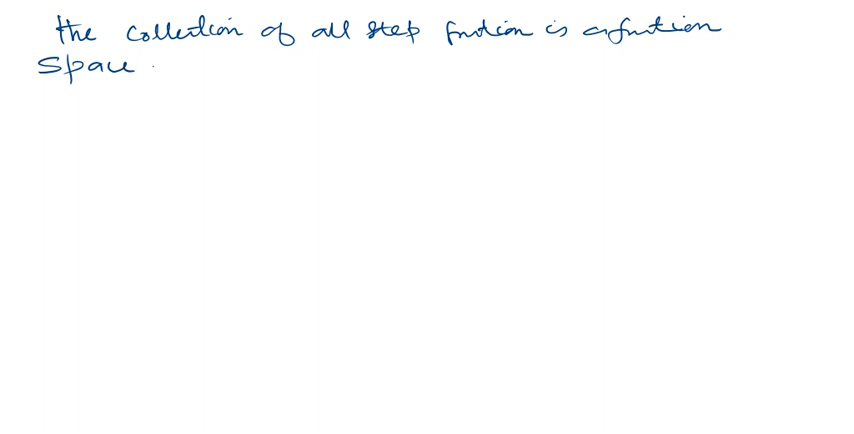 the collection of all step function is a function
space.